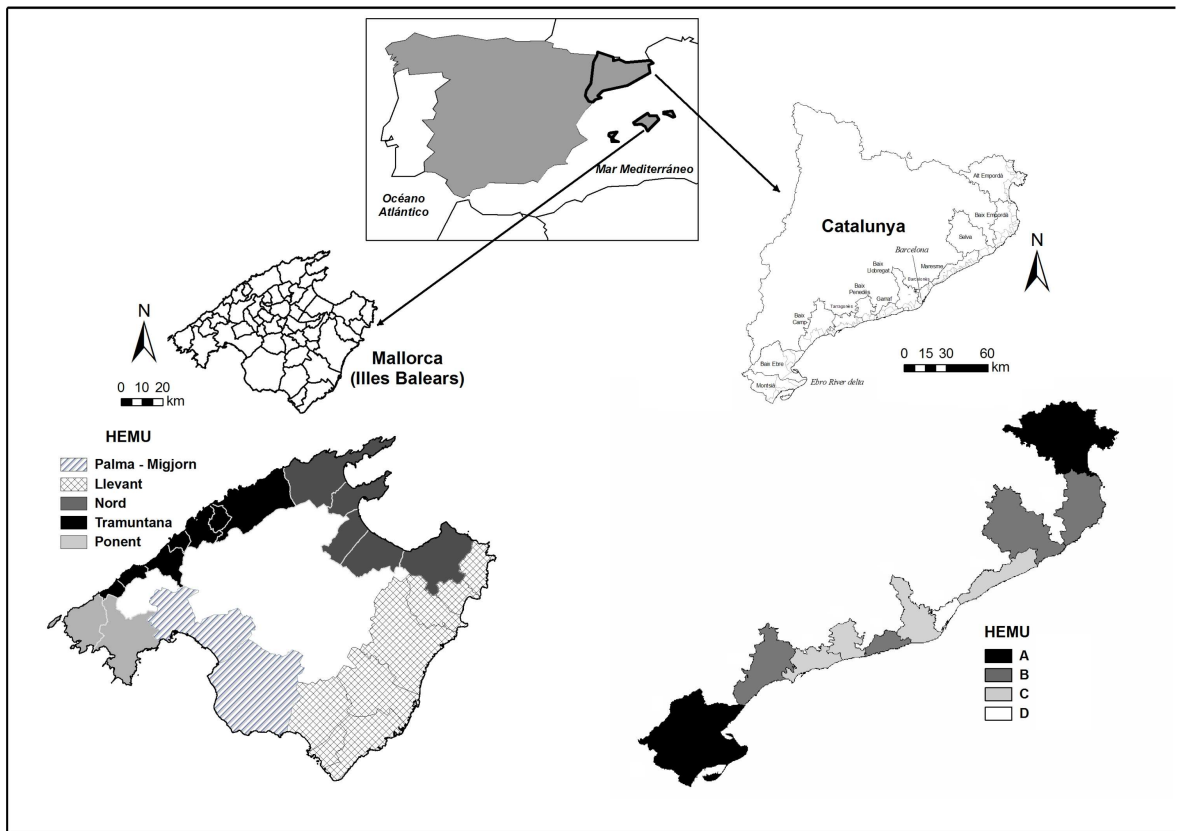 Océano
Atlántico
Mar Mediterráneo
Catalunya
Alt Empordà
Baix Empordà
Selva
Barcelona
Maresme
Baix
Llobregat
Barcelonès
Baix
Penedès
Garraf
Tarragonès
Baix
Camp
Baix Ebre
Montsià
Ebro River delta
N
0 15 30 60
km
N
Mallorca
(Illes Balears)
0 10 20
km
HEMU
Palma - Migjorn
Llevant
Nord
Tramuntana
Ponent
HEMU
A
B
C
D